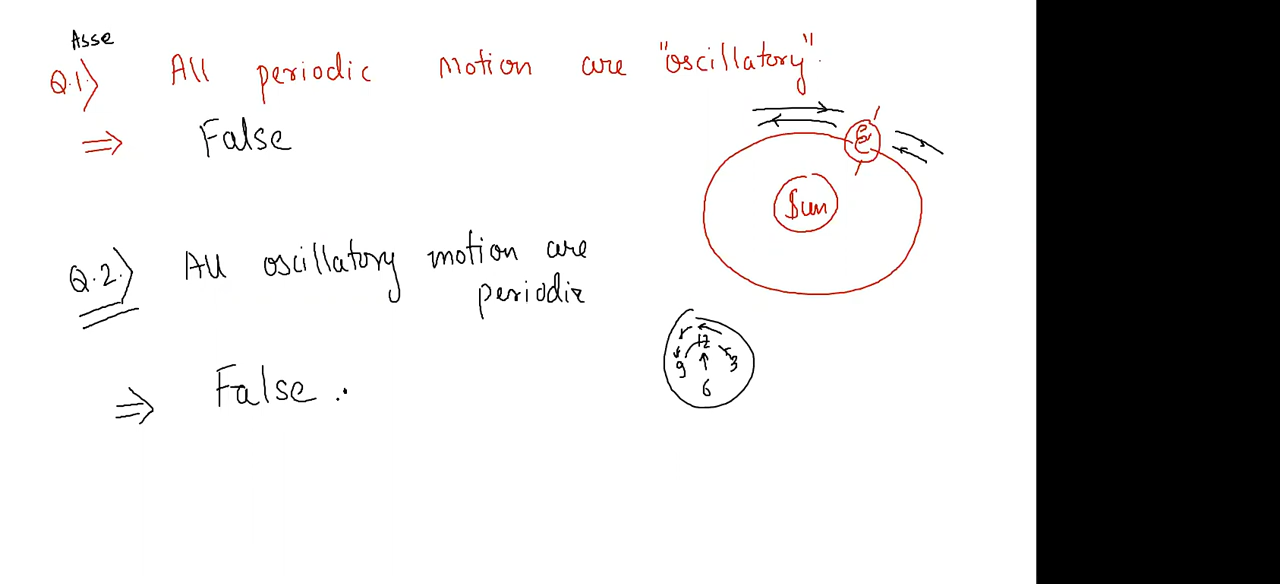 Asse
Q.1.) All periodic motion are "oscillatory".
⇒ False
E
Sun
Q.2.) All oscillatory motion are
periodic
12
9 3
6
⇒ False .